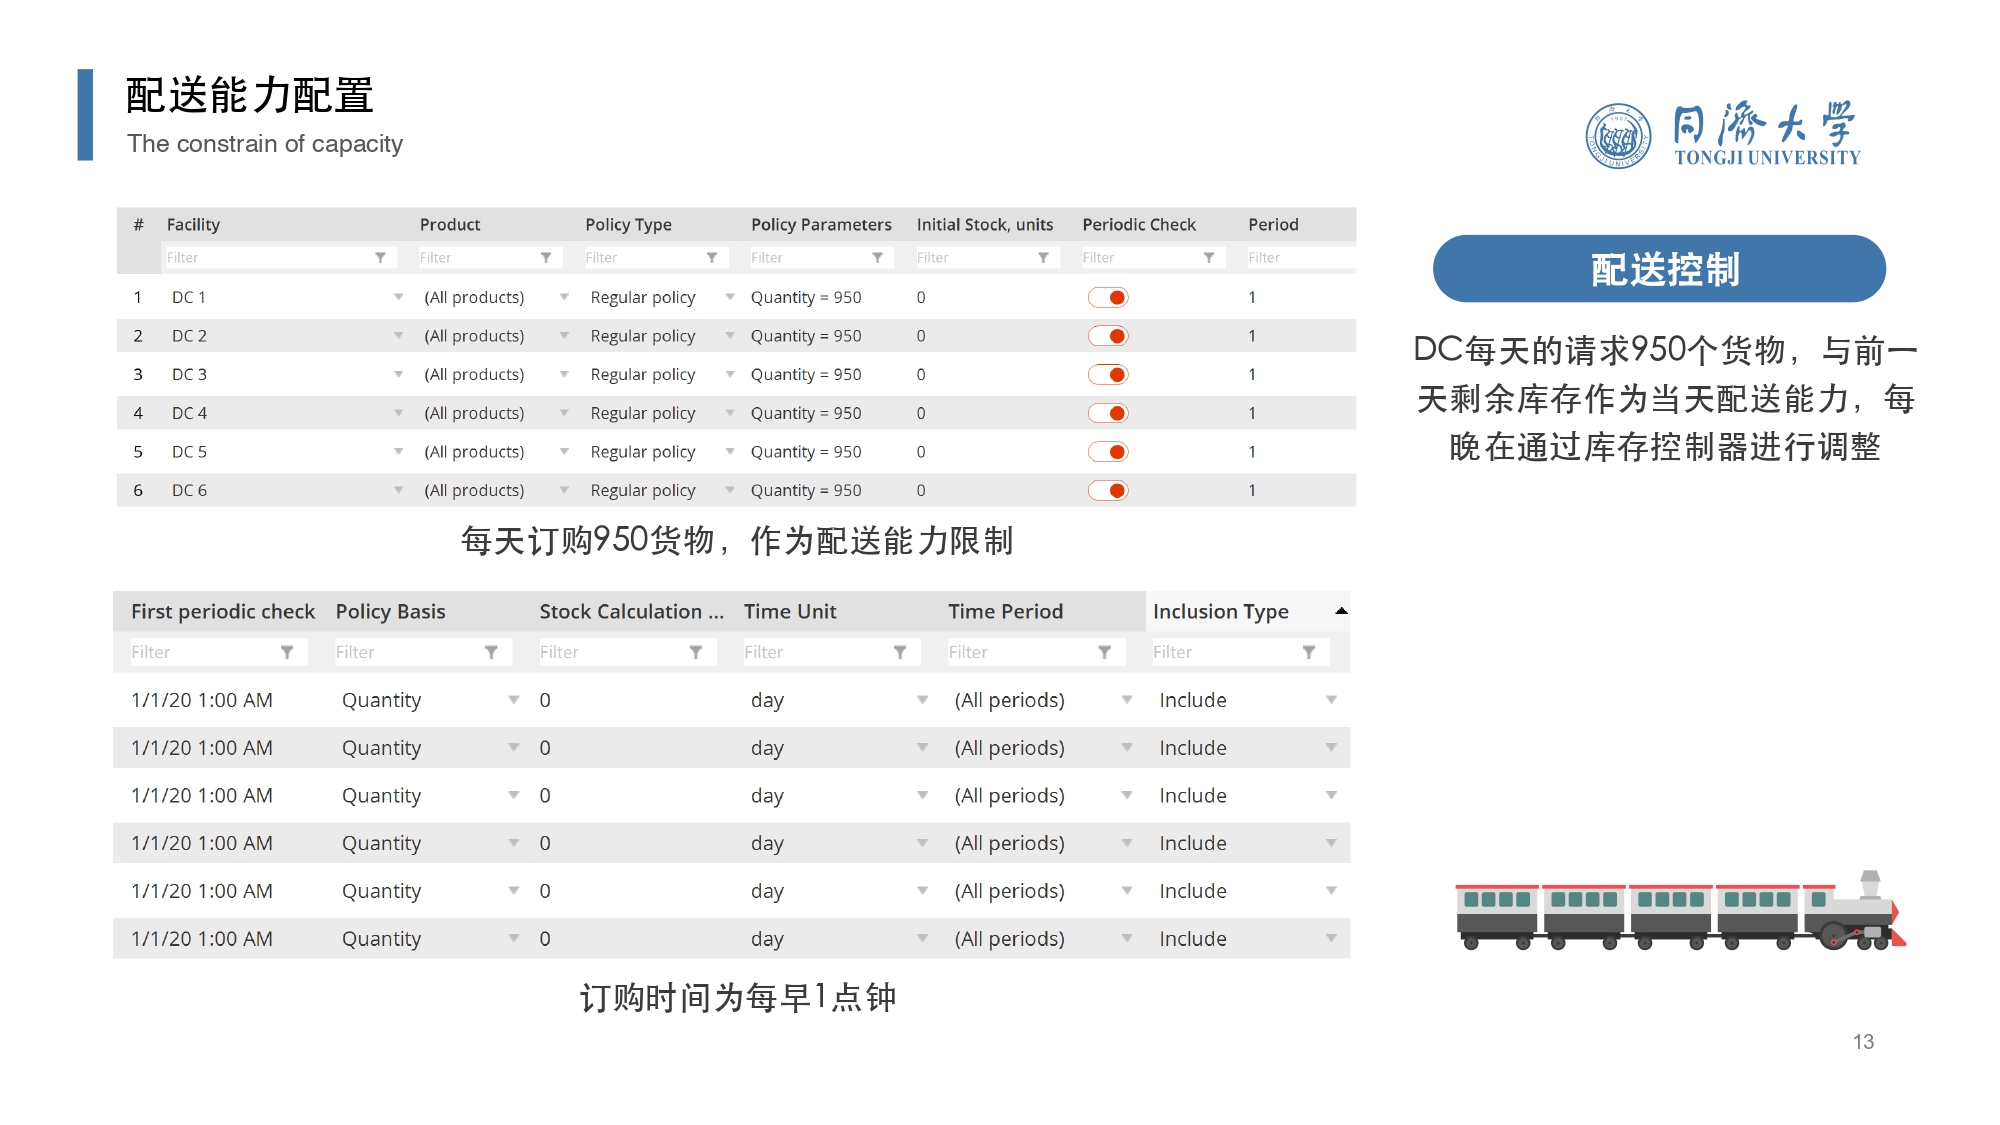 配送能力配置
The constrain of capacity
同濟大学
TONGJI UNIVERSITY
# Facility Product Policy Type Policy Parameters Initial Stock, units Periodic Check Period
Filter Filter Filter Filter Filter Filter Filter
1 DC 1 (All products) Regular policy Quantity = 950 0 1
2 DC 2 (All products) Regular policy Quantity = 950 0 1
3 DC 3 (All products) Regular policy Quantity = 950 0 1
4 DC 4 (All products) Regular policy Quantity = 950 0 1
5 DC 5 (All products) Regular policy Quantity = 950 0 1
6 DC 6 (All products) Regular policy Quantity = 950 0 1
每天订购950货物，作为配送能力限制
First periodic check Policy Basis Stock Calculation ... Time Unit Time Period Inclusion Type
Filter Filter Filter Filter Filter Filter
1/1/20 1:00 AM Quantity 0 day (All periods) Include
1/1/20 1:00 AM Quantity 0 day (All periods) Include
1/1/20 1:00 AM Quantity 0 day (All periods) Include
1/1/20 1:00 AM Quantity 0 day (All periods) Include
1/1/20 1:00 AM Quantity 0 day (All periods) Include
1/1/20 1:00 AM Quantity 0 day (All periods) Include
订购时间为每早1点钟
配送控制
DC每天的请求950个货物，与前一
天剩余库存作为当天配送能力，每
晚在通过库存控制器进行调整
13